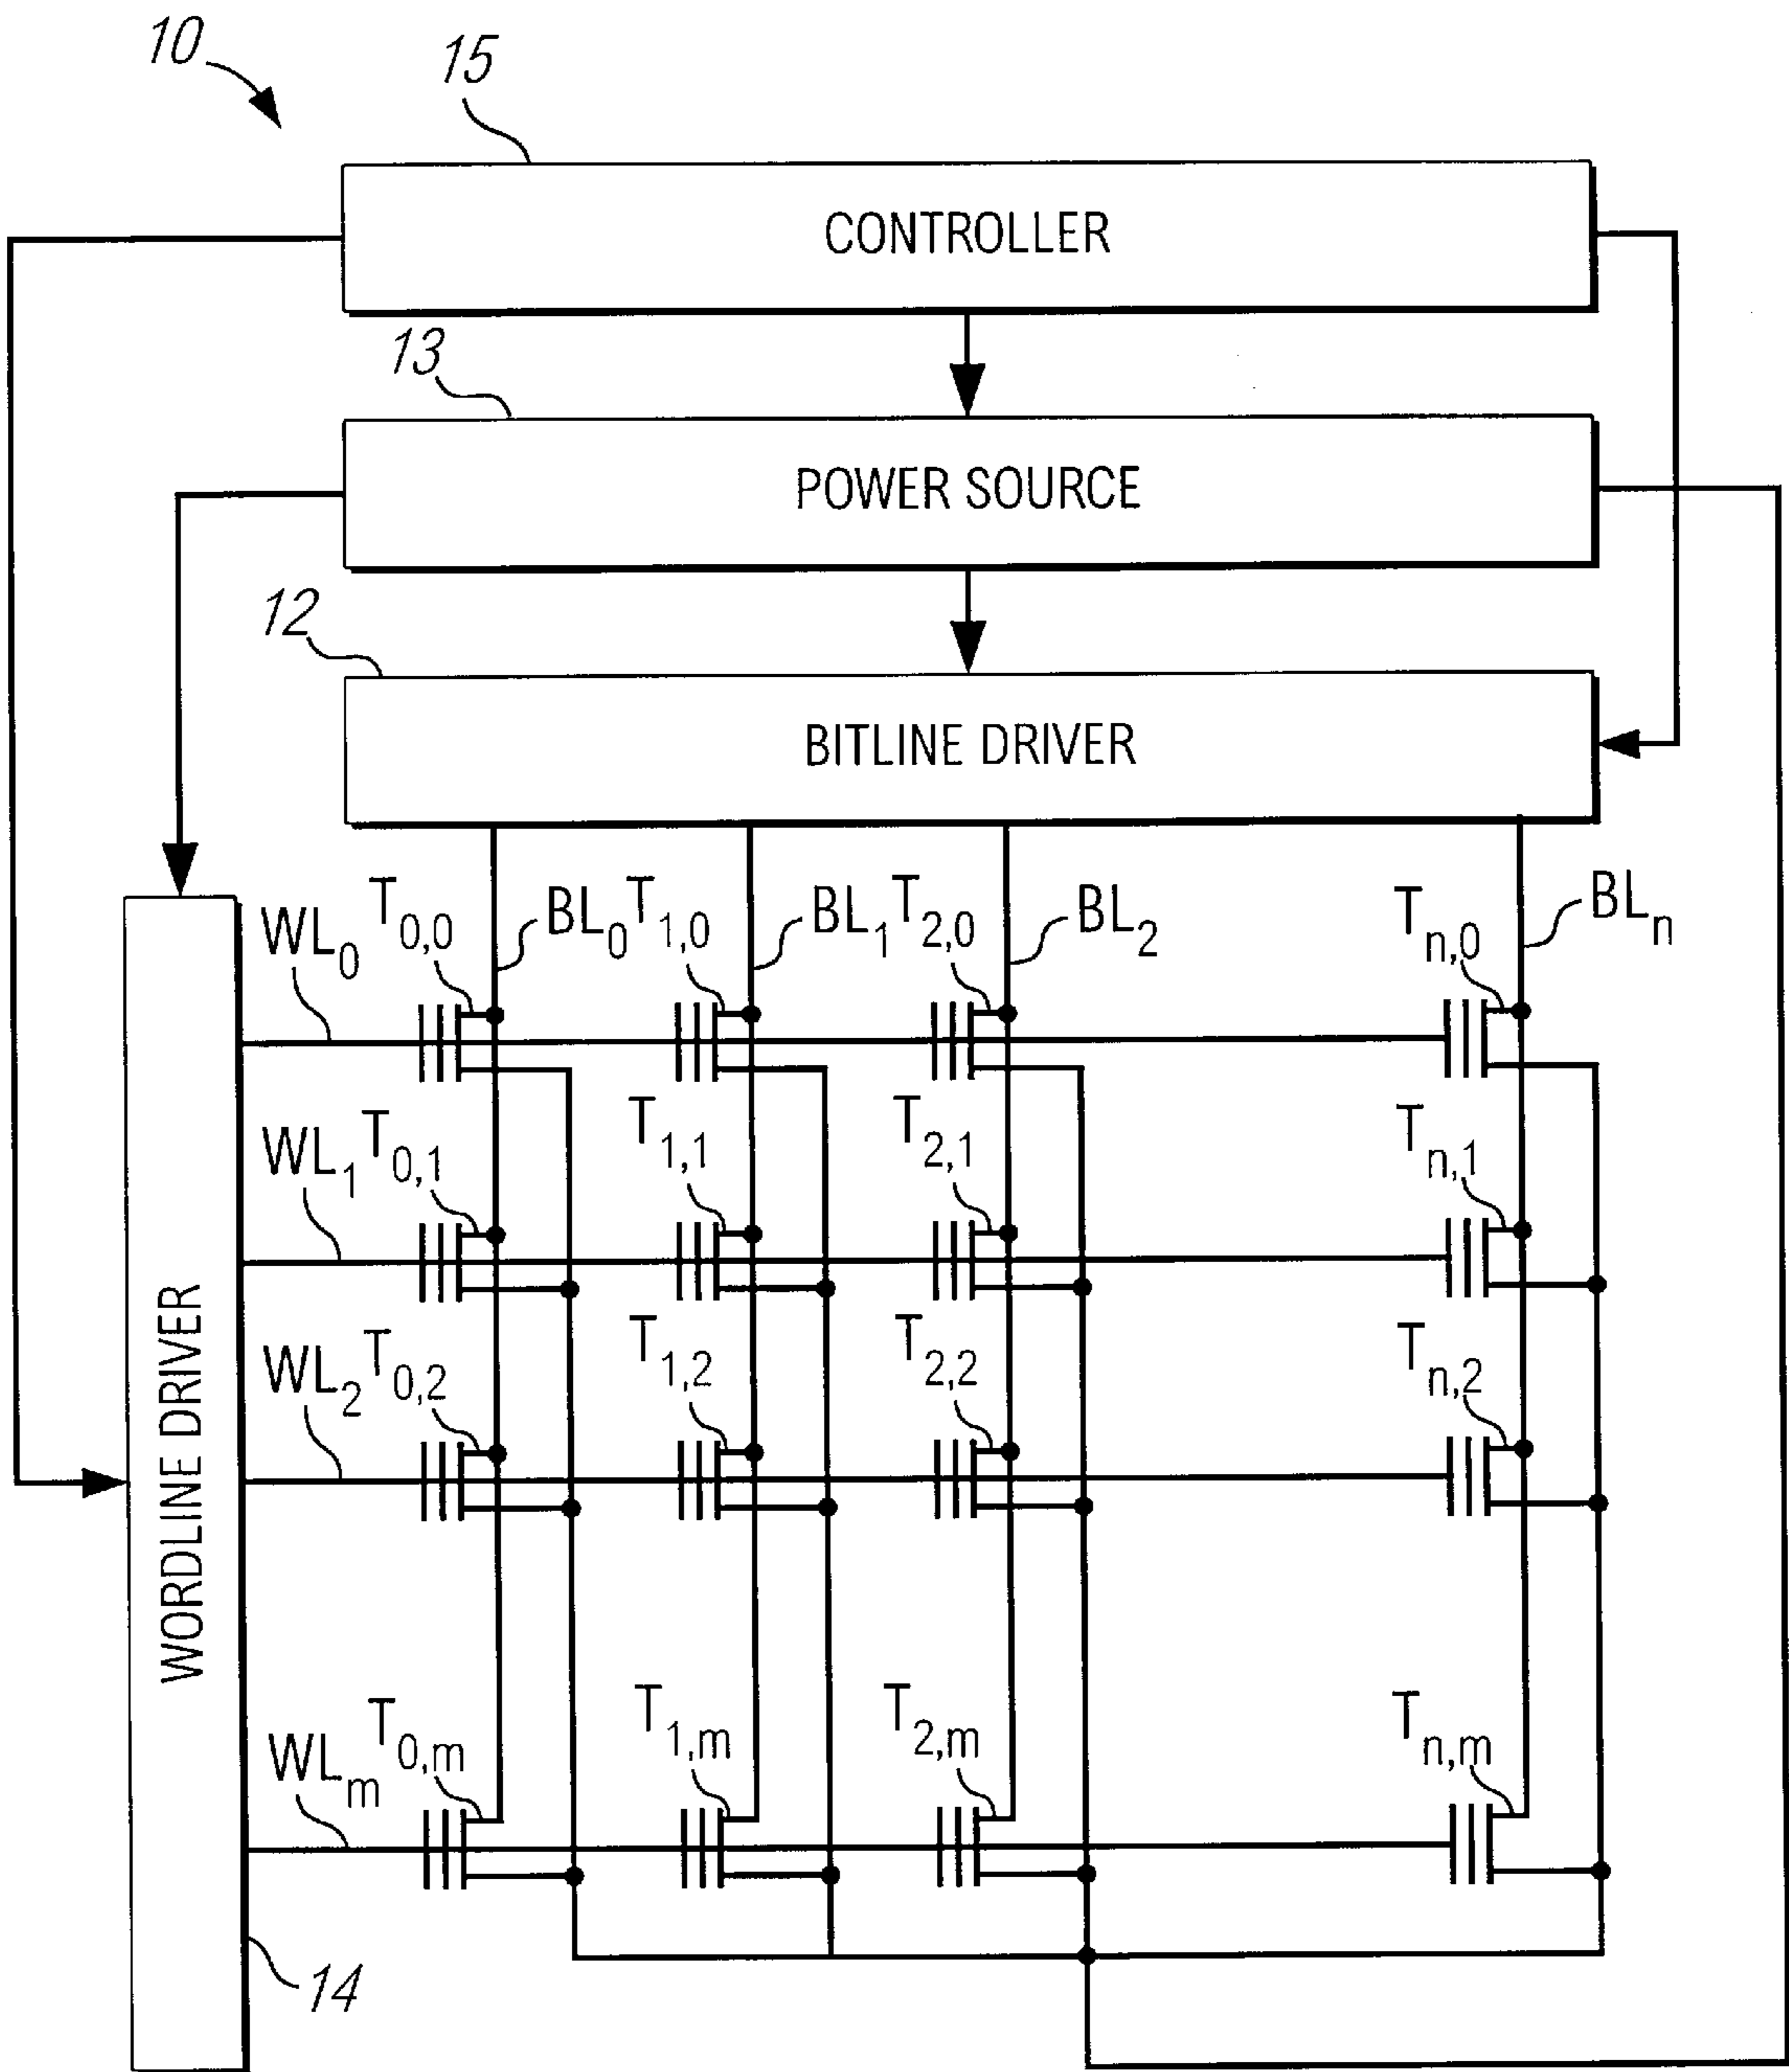 10
15
CONTROLLER
13
POWER SOURCE
12
BITLINE DRIVER
WL0 T0,0 BL0 T1,0 BL1 T2,0 BL2 Tn,0 BLn
WL1 T0,1 T1,1 T2,1 Tn,1
WL2 T0,2 T1,2 T2,2 Tn,2
WORDLINE DRIVER
WLm T0,m T1,m T2,m Tn,m
14